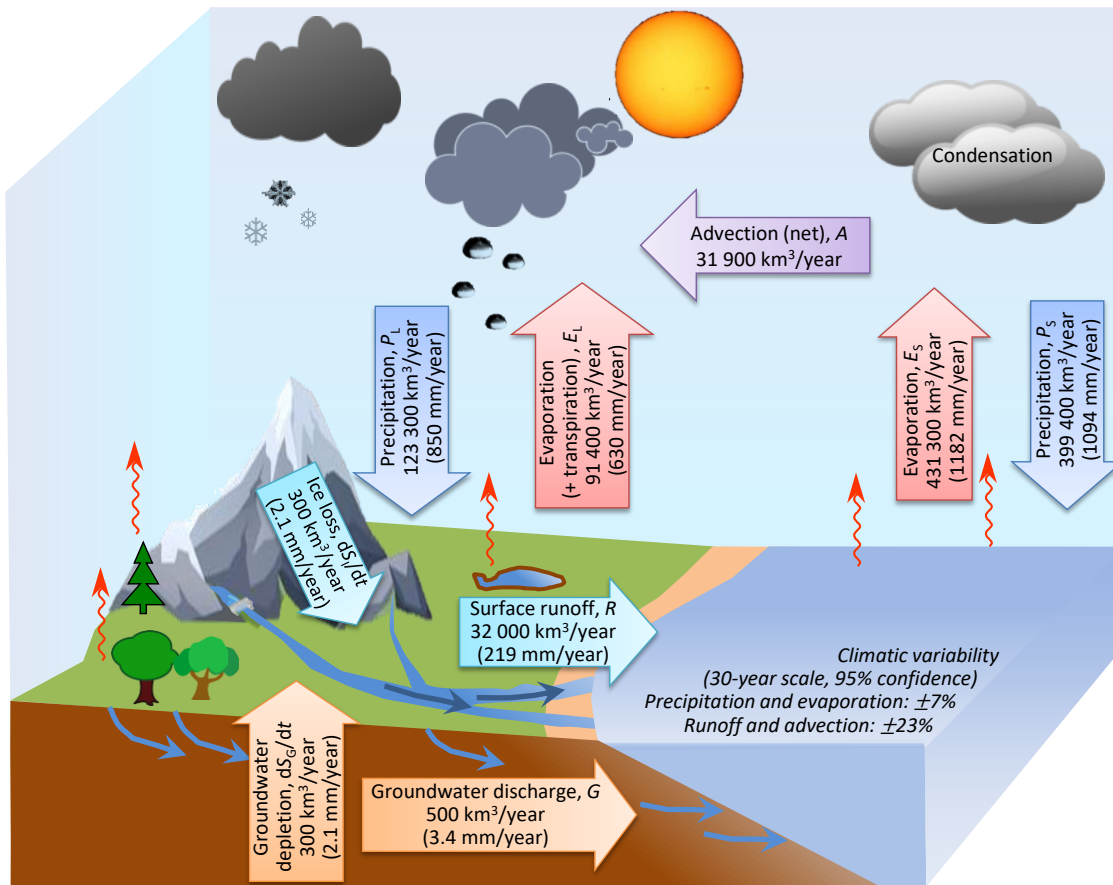 Condensation
Advection (net), A
31 900 km³/year
Precipitation, P_L
123 300 km³/year
(850 mm/year)
Evaporation
(+ transpiration) , E_L
91 400 km³/year
(630 mm/year)
Evaporation, E_S
431 300 km³/year
(1182 mm/year)
Precipitation, P_S
399 400 km³/year
(1094 mm/year)
Ice loss, dS_I/dt
300 km³/year
(2.1 mm/year)
Surface runoff, R
32 000 km³/year
(219 mm/year)
Climatic variability
(30-year scale, 95% confidence)
Precipitation and evaporation: ±7%
Runoff and advection: ±23%
Groundwater
depletion, dS_G/dt
300 km³/year
(2.1 mm/year)
Groundwater discharge, G
500 km³/year
(3.4 mm/year)